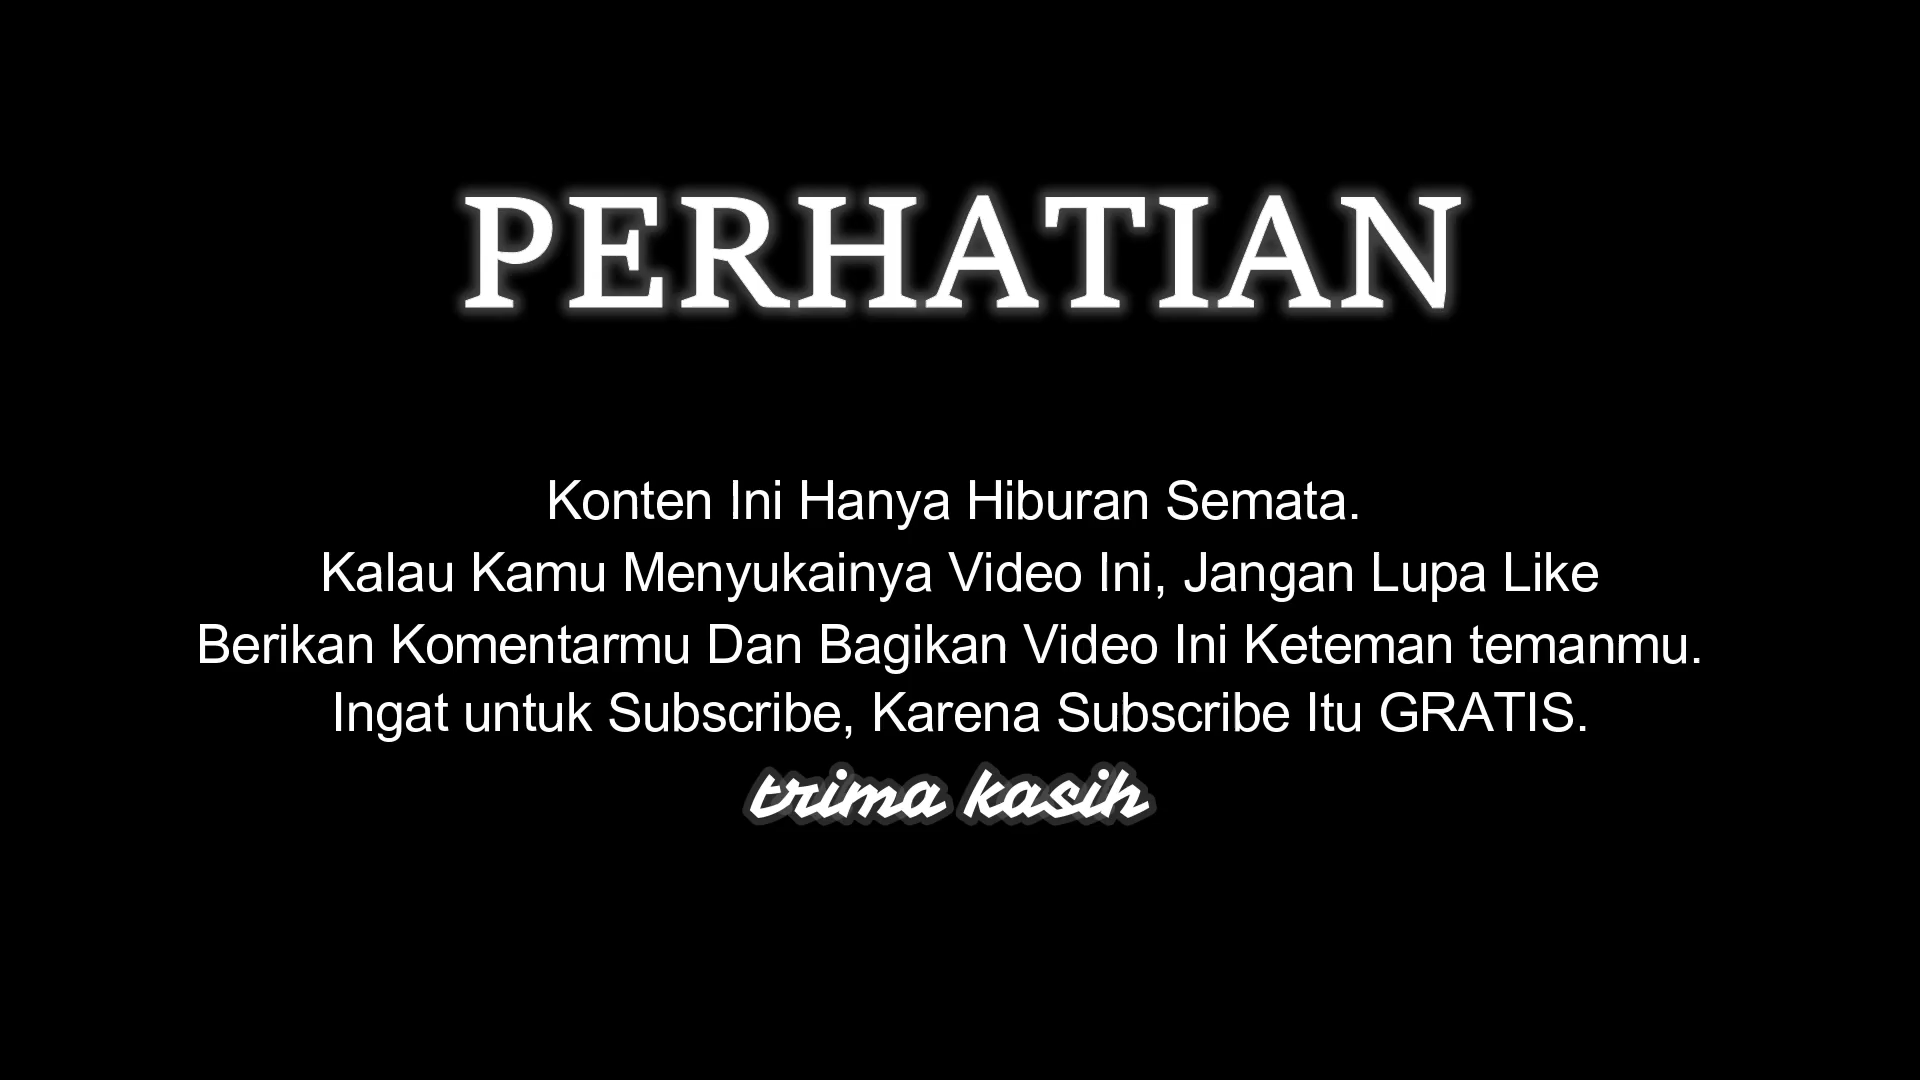 PERHATIAN
Konten Ini Hanya Hiburan Semata.
Kalau Kamu Menyukainya Video Ini, Jangan Lupa Like
Berikan Komentarmu Dan Bagikan Video Ini Keteman temanmu.
Ingat untuk Subscribe, Karena Subscribe Itu GRATIS.
trima kasih